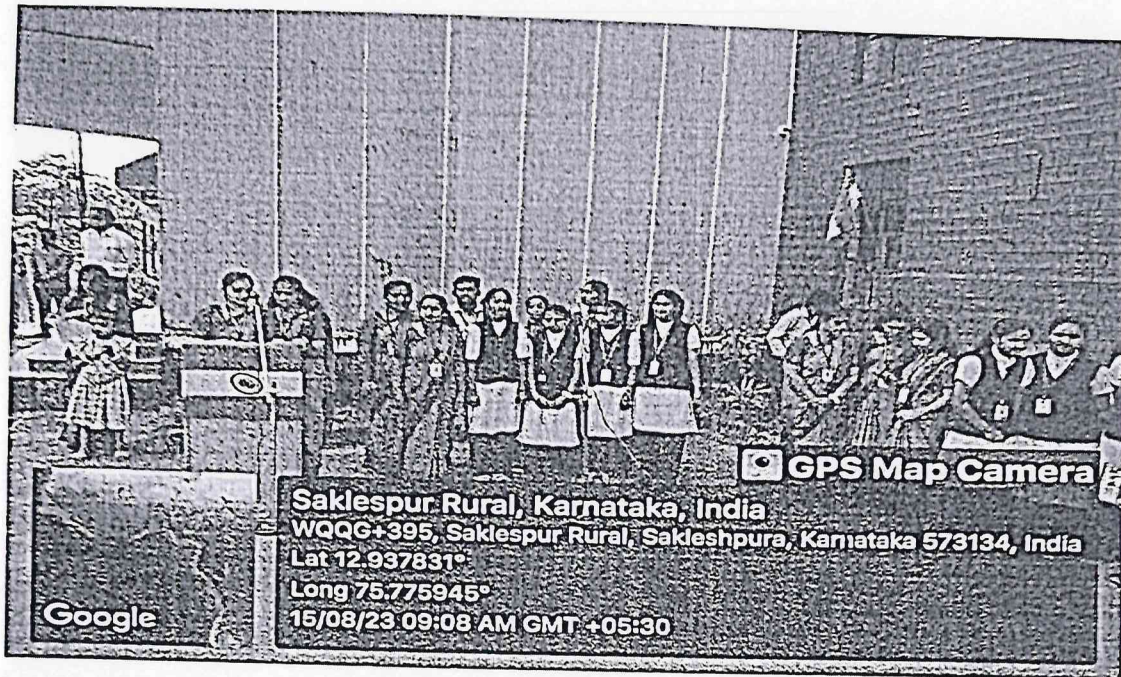 GPS Map Camera
Saklespur Rural, Karnataka, India
WQQG+395, Saklespur Rural, Sakleshpura, Karnataka 573134, India
Lat 12.937831°
Long 75.775945°
15/08/23 09:08 AM GMT +05:30
Google